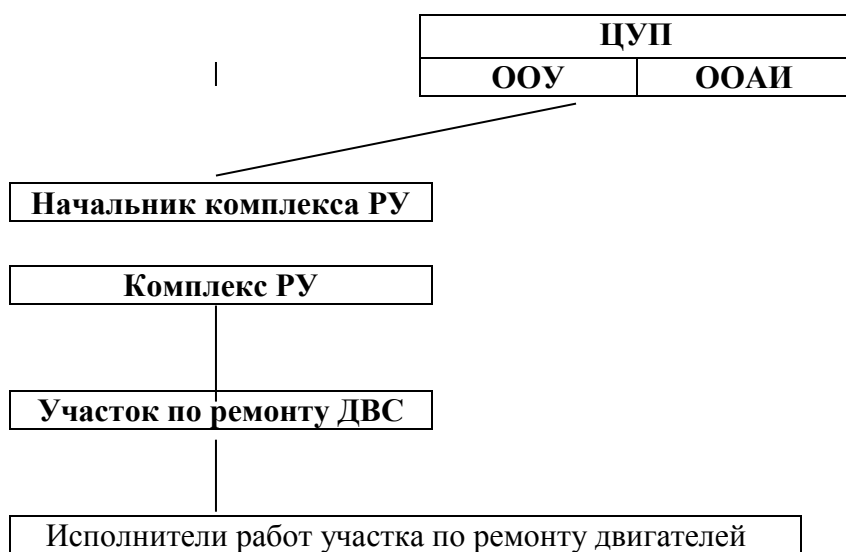 ЦУП
ООУ ООАИ
Начальник комплекса РУ
Комплекс РУ
Участок по ремонту ДВС
Исполнители работ участка по ремонту двигателей